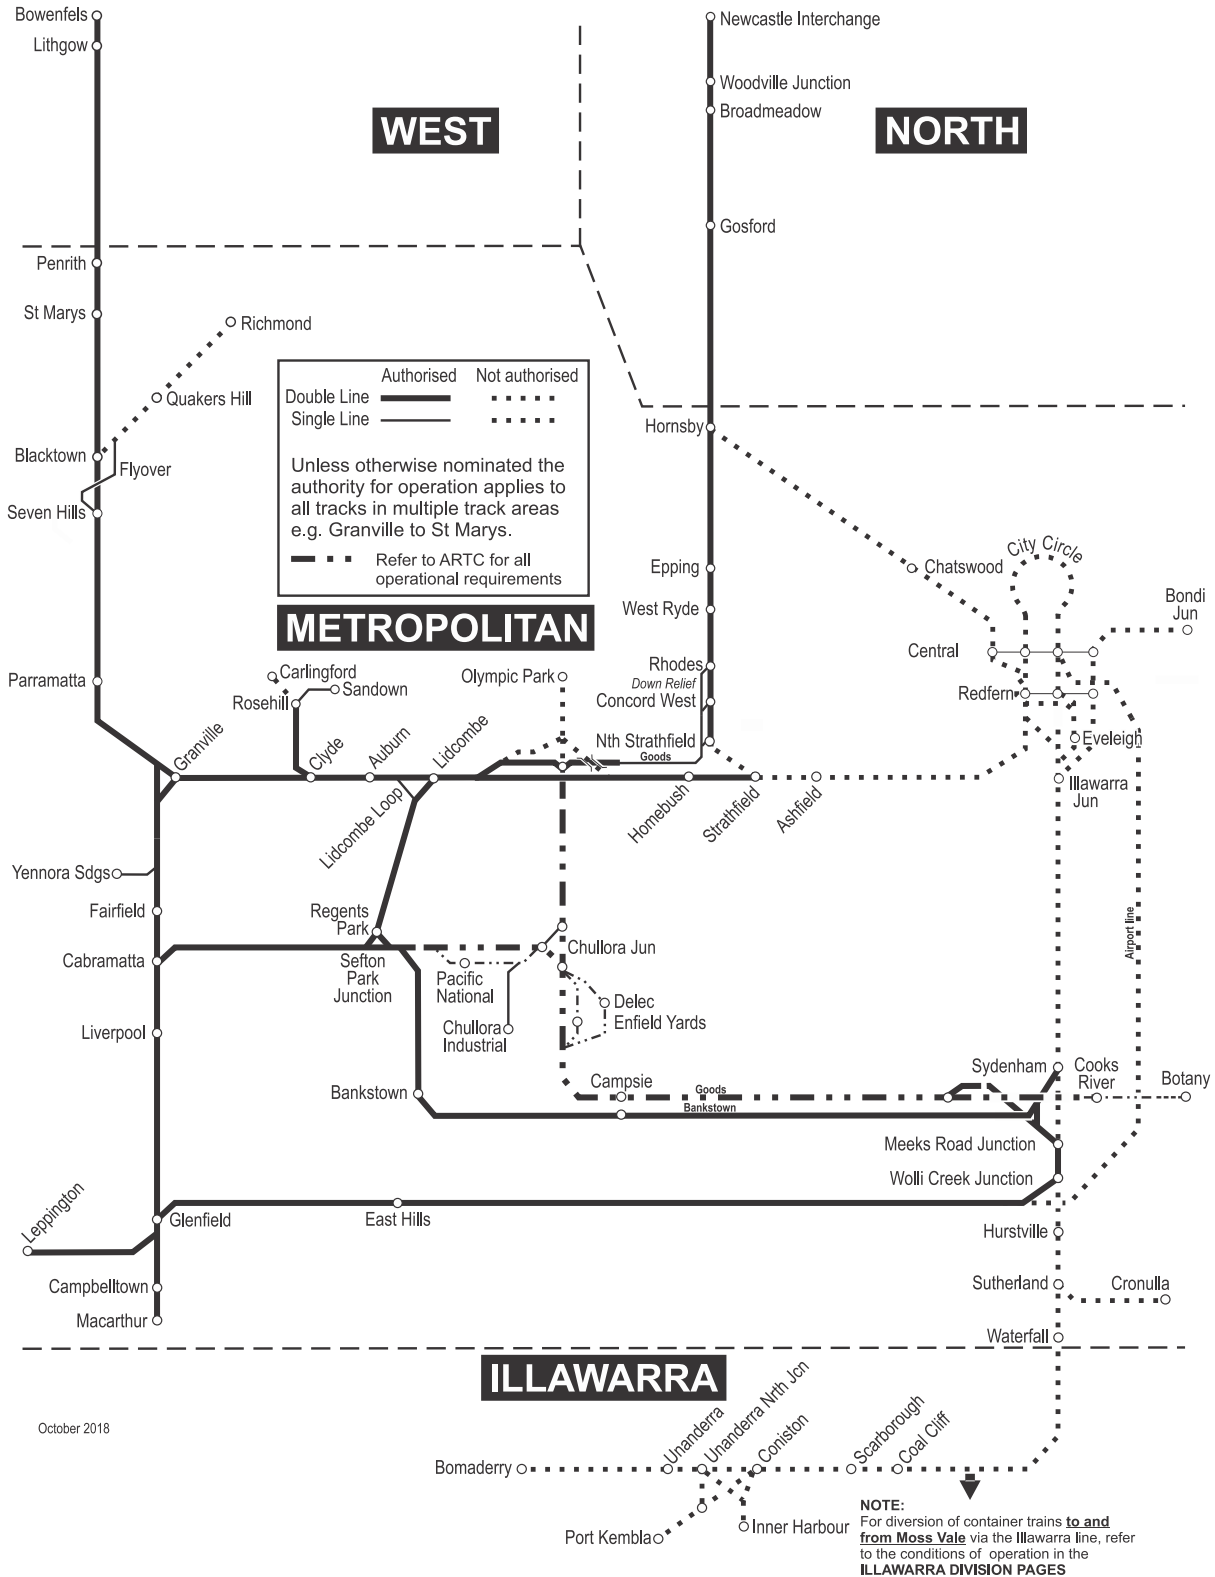 Bowenfels
Lithgow
WEST
Newcastle Interchange
Woodville Junction
Broadmeadow
NORTH
Gosford
Penrith
St Marys
Richmond
Quakers Hill
Blacktown
Flyover
Seven Hills
Authorised Not authorised
Double Line
Single Line
Unless otherwise nominated the
authority for operation applies to
all tracks in multiple track areas
e.g. Granville to St Marys.
Refer to ARTC for all
operational requirements
METROPOLITAN
Hornsby
Chatswood
City Circle
Bondi
Jun
Epping
West Ryde
Central
Redfern
Eveleigh
Illawarra
Jun
Rhodes
Down Relief
Concord West
Nth Strathfield
Goods
Parramatta
Carlingford
Sandown
Rosehill
Olympic Park
Granville
Clyde
Auburn
Lidcombe
Lidcombe Loop
Homebush
Strathfield
Ashfield
Yennora Sdgs
Fairfield
Cabramatta
Liverpool
Regents
Park
Sefton
Park
Junction
Pacific
National
Chullora
Industrial
Chullora Jun
Delec
Enfield Yards
Airport line
Bankstown
Campsie
Goods
Bankstown
Sydenham
Cooks
River
Botany
Meeks Road Junction
Wolli Creek Junction
Leppington
Glenfield
East Hills
Hurstville
Campbelltown
Macarthur
Sutherland
Cronulla
Waterfall
ILLAWARRA
October 2018
Bomaderry
Unanderra
Unanderra Nrth Jcn
Coniston
Scarborough
Coal Cliff
Port Kembla
Inner Harbour
NOTE:
For diversion of container trains to and
from Moss Vale via the Illawarra line, refer
to the conditions of operation in the
ILLAWARRA DIVISION PAGES